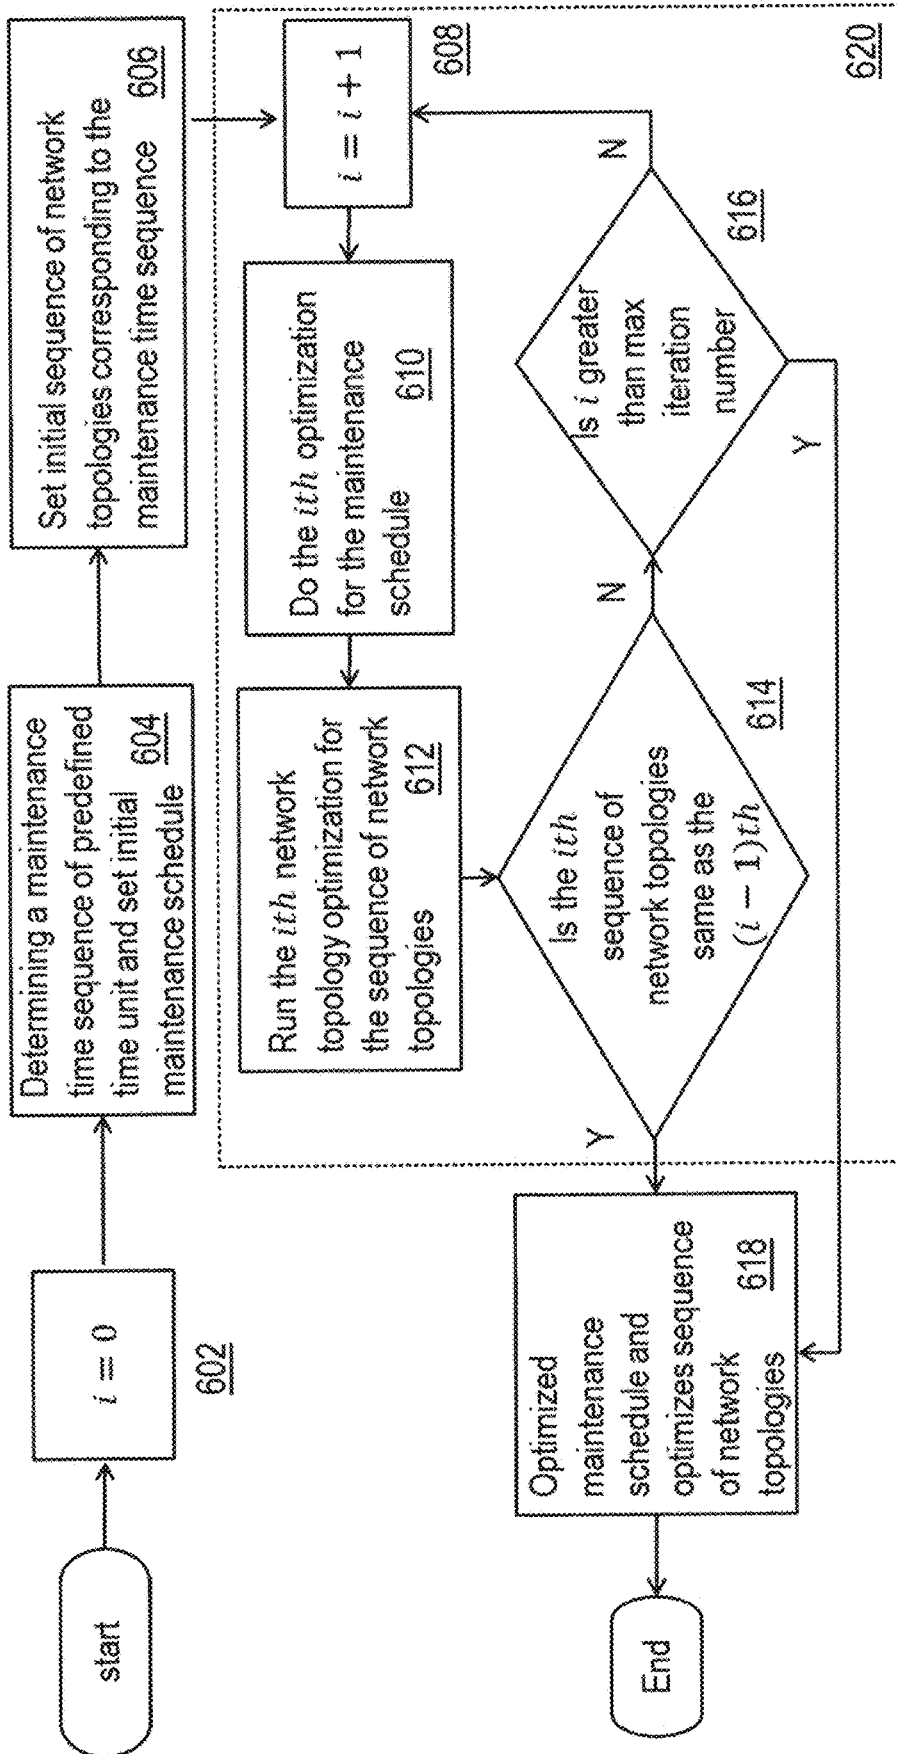 start
i = 0
602
Determining a maintenance
time sequence of predefined
time unit and set initial 604
maintenance schedule
Set initial sequence of network
topologies corresponding to the
maintenance time sequence 606
i = i + 1
608
Do the ith optimization
for the maintenance
schedule 610
Run the ith network
topology optimization for
the sequence of network
topologies 612
Is the ith
sequence of
network topologies
same as the
(i − 1)th
614
Y
N
Is i greater
than max
iteration
number
616
N
Y
Optimized
maintenance
schedule and
optimizes sequence
of network
topologies 618
End
620